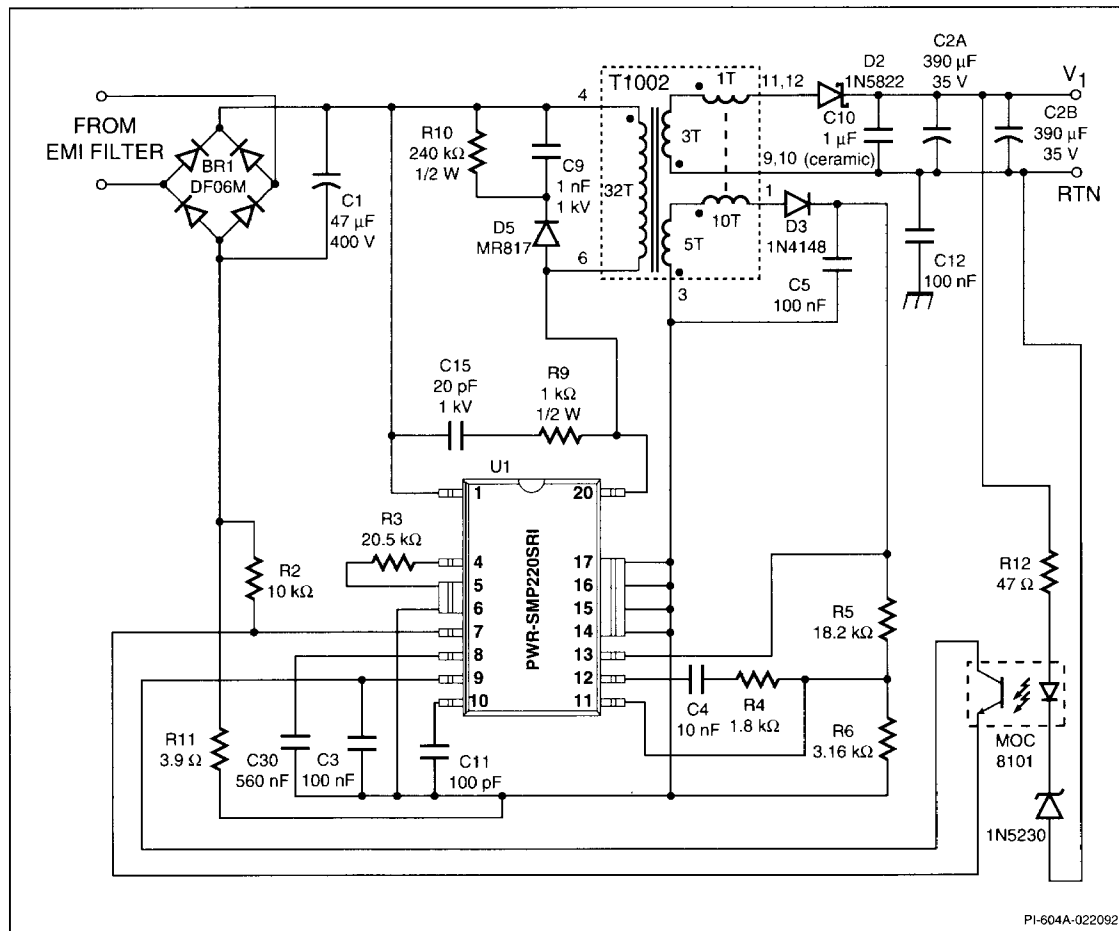 T1002
1T
11,12
D2
1N5822
C2A
390 µF
35 V
V1
4
C10
1 µF
C2B
390 µF
35 V
FROM
EMI FILTER
R10
240 kΩ
1/2 W
3T
BR1
DF06M
C9
1 nF
1 kV
9,10 (ceramic)
RTN
32T
1
C1
47 µF
400 V
D5
MR817
10T
D3
1N4148
5T
6
3
C12
100 nF
C5
100 nF
C15
20 pF
1 kV
R9
1 kΩ
1/2 W
U1
1
20
PWR-SMP220SRI
R3
20.5 kΩ
4
17
5
16
6
15
7
14
8
13
9
12
10
11
R2
10 kΩ
R12
47 Ω
R5
18.2 kΩ
C4
10 nF
R4
1.8 kΩ
R6
3.16 kΩ
MOC
8101
R11
3.9 Ω
C30
560 nF
C3
100 nF
C11
100 pF
1N5230
PI-604A-022092